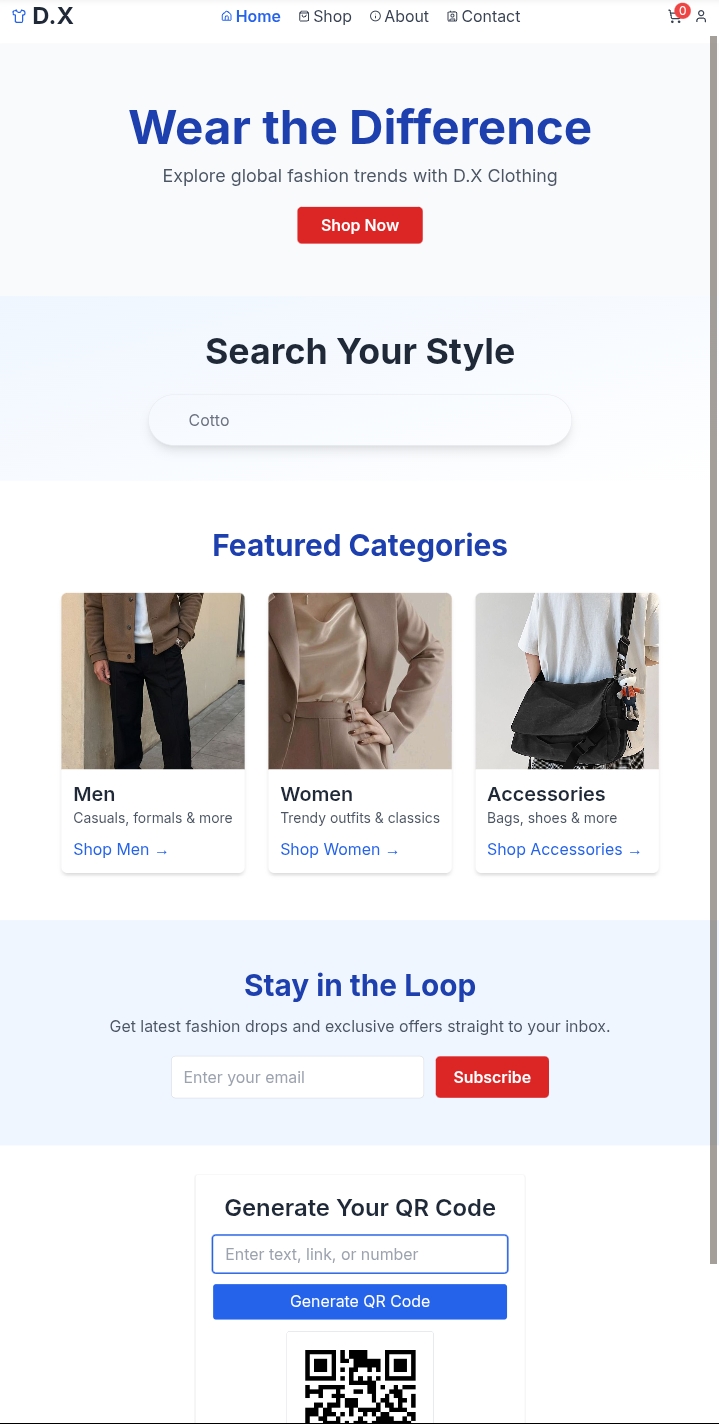 D.X
Home Shop About Contact
0
Wear the Difference
Explore global fashion trends with D.X Clothing
Shop Now
Search Your Style
Cotto
Featured Categories
Men
Casuals, formals & more
Shop Men →
Women
Trendy outfits & classics
Shop Women →
Accessories
Bags, shoes & more
Shop Accessories →
Stay in the Loop
Get latest fashion drops and exclusive offers straight to your inbox.
Enter your email
Subscribe
Generate Your QR Code
Enter text, link, or number
Generate QR Code